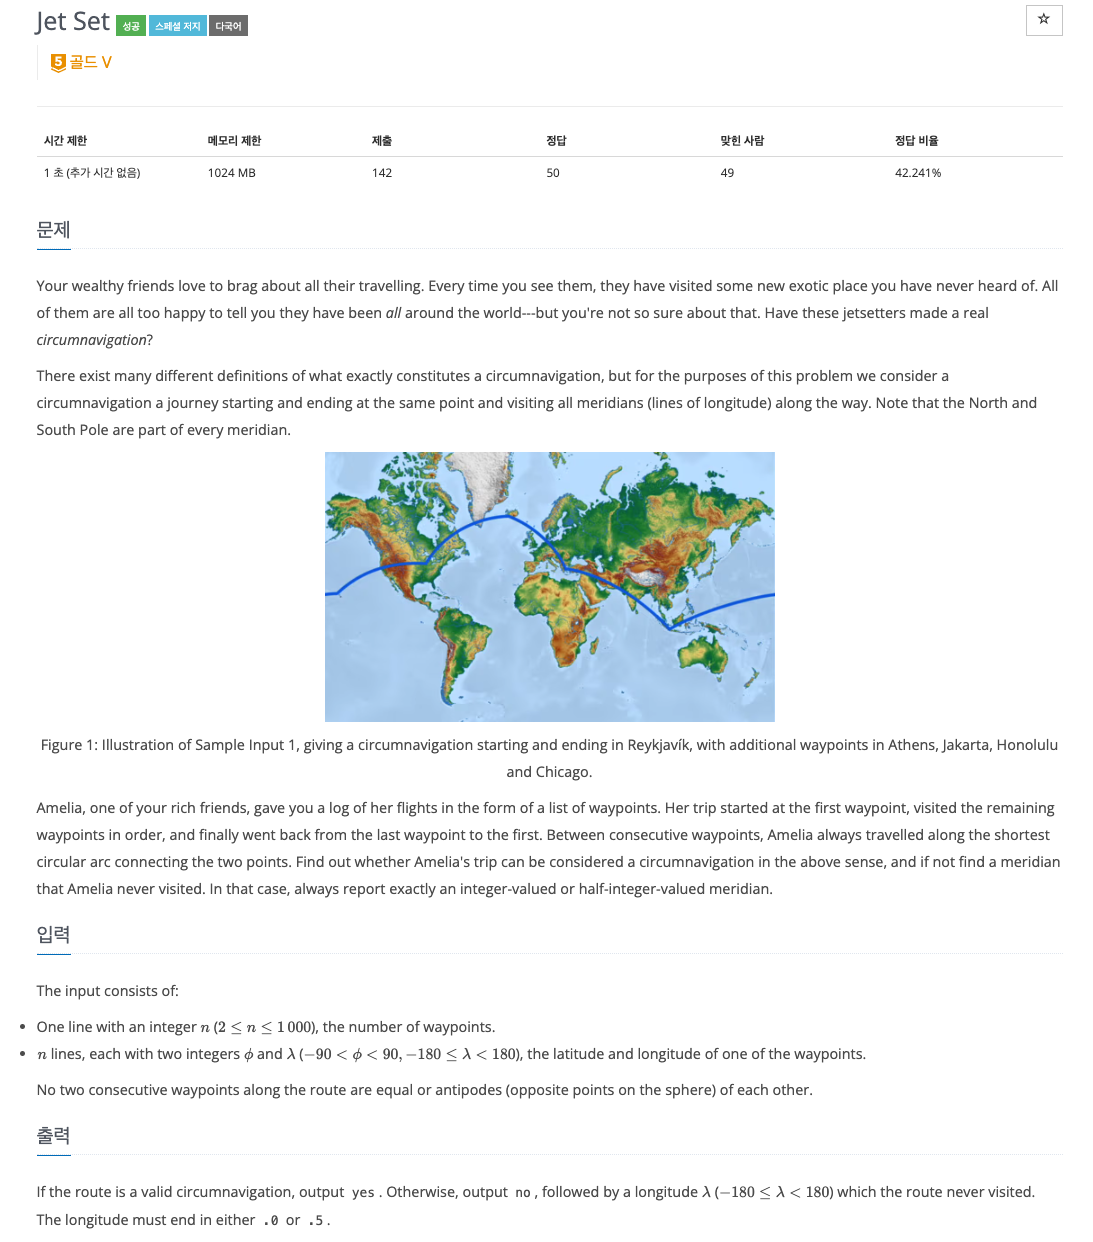 Jet Set 성공 스페셜 저지 다국어 ☆
5 골드 V
시간 제한 메모리 제한 제출 정답 맞힌 사람 정답 비율
1 초 (추가 시간 없음) 1024 MB 142 50 49 42.241%
문제
Your wealthy friends love to brag about all their travelling. Every time you see them, they have visited some new exotic place you have never heard of. All
of them are all too happy to tell you they have been all around the world---but you're not so sure about that. Have these jetsetters made a real
circumnavigation?
There exist many different definitions of what exactly constitutes a circumnavigation, but for the purposes of this problem we consider a
circumnavigation a journey starting and ending at the same point and visiting all meridians (lines of longitude) along the way. Note that the North and
South Pole are part of every meridian.
Figure 1: Illustration of Sample Input 1, giving a circumnavigation starting and ending in Reykjavík, with additional waypoints in Athens, Jakarta, Honolulu
and Chicago.
Amelia, one of your rich friends, gave you a log of her flights in the form of a list of waypoints. Her trip started at the first waypoint, visited the remaining
waypoints in order, and finally went back from the last waypoint to the first. Between consecutive waypoints, Amelia always travelled along the shortest
circular arc connecting the two points. Find out whether Amelia's trip can be considered a circumnavigation in the above sense, and if not find a meridian
that Amelia never visited. In that case, always report exactly an integer-valued or half-integer-valued meridian.
입력
The input consists of:
• One line with an integer n (2 ≤ n ≤ 1 000), the number of waypoints.
• n lines, each with two integers ϕ and λ (−90 < ϕ < 90, −180 ≤ λ < 180), the latitude and longitude of one of the waypoints.
No two consecutive waypoints along the route are equal or antipodes (opposite points on the sphere) of each other.
출력
If the route is a valid circumnavigation, output yes . Otherwise, output no , followed by a longitude λ (−180 ≤ λ < 180) which the route never visited.
The longitude must end in either .0 or .5 .